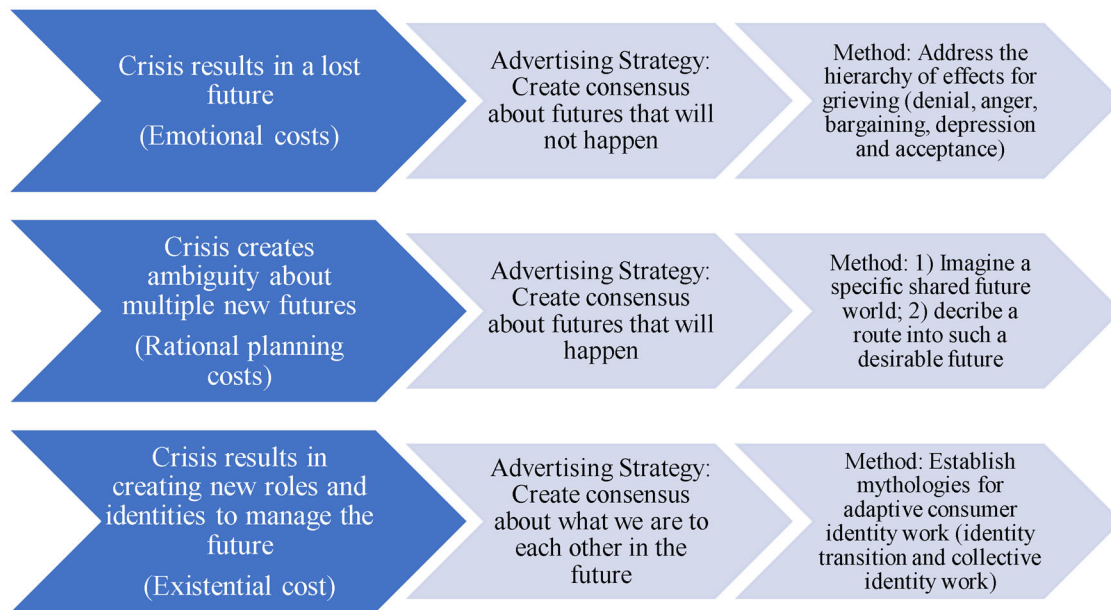 Crisis results in a lost
future
(Emotional costs)
Advertising Strategy:
Create consensus
about futures that will
not happen
Method: Address the
hierarchy of effects for
grieving (denial, anger,
bargaining, depression
and acceptance)
Crisis creates
ambiguity about
multiple new futures
(Rational planning
costs)
Advertising Strategy:
Create consensus
about futures that will
happen
Method: 1) Imagine a
specific shared future
world; 2) decribe a
route into such a
desirable future
Crisis results in
creating new roles and
identities to manage the
future
(Existential cost)
Advertising Strategy:
Create consensus
about what we are to
each other in the
future
Method: Establish
mythologies for
adaptive consumer
identity work (identity
transition and collective
identity work)